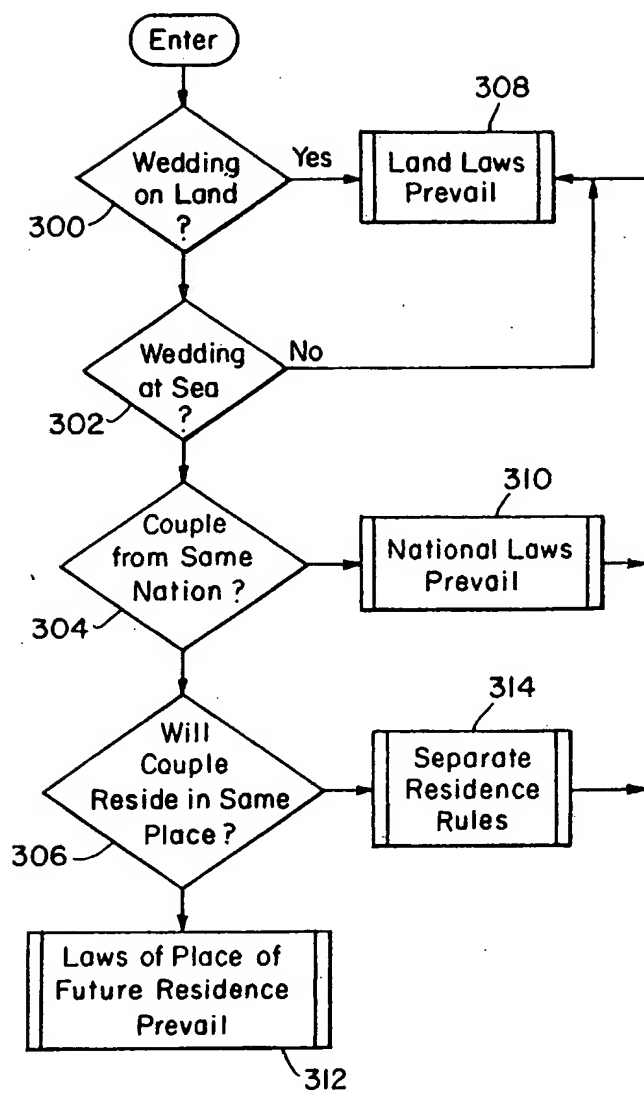 Enter
Wedding
on Land
?
300
Yes
308
Land Laws
Prevail
Wedding
at Sea
?
302
No
Couple
from Same
Nation ?
304
310
National Laws
Prevail
Will
Couple
Reside in Same
Place ?
306
314
Separate
Residence
Rules
Laws of Place of
Future Residence
Prevail
312